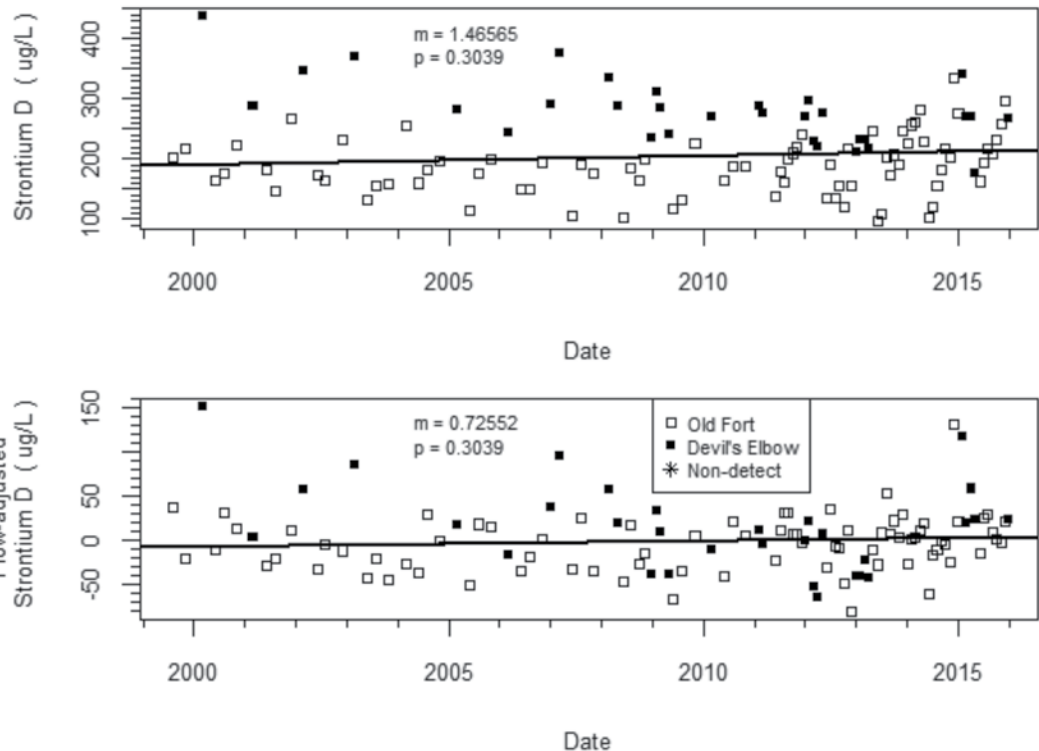 Strontium D ( ug/L )
450
400
300
200
100
m = 1.46565
p = 0.3039
2000 2005 2010 2015
Date
Strontium D ( ug/L )
150
50
0
-50
m = 0.72552
p = 0.3039
Old Fort
Devil's Elbow
Non-detect
2000 2005 2010 2015
Date